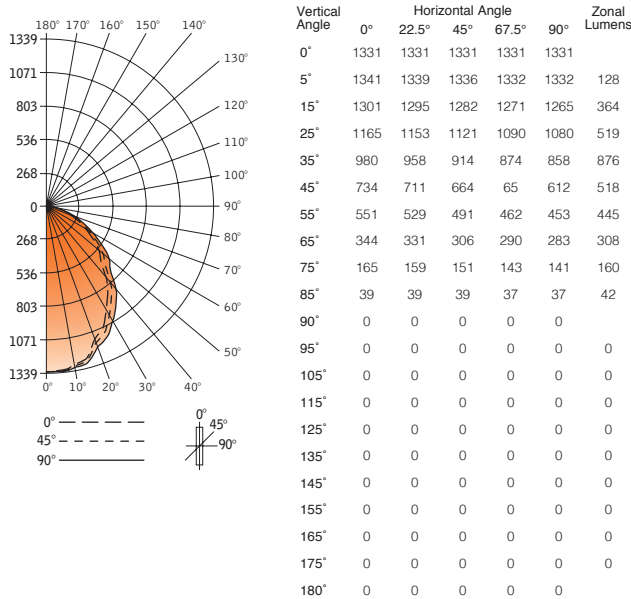 180° 170° 160° 150° 140°
1339
130°
1071
120°
803
110°
536
100°
268
0
90°
268
80°
536
70°
803
60°
1071
50°
1339
0° 10° 20° 30° 40°
0°
45°
90°
0°
45°
90°
Vertical Angle Horizontal Angle Zonal Lumens
0° 22.5° 45° 67.5° 90°
0° 1331 1331 1331 1331 1331
5° 1341 1339 1336 1332 1332 128
15° 1301 1295 1282 1271 1265 364
25° 1165 1153 1121 1090 1080 519
35° 980 958 914 874 858 876
45° 734 711 664 65 612 518
55° 551 529 491 462 453 445
65° 344 331 306 290 283 308
75° 165 159 151 143 141 160
85° 39 39 39 37 37 42
90° 0 0 0 0 0
95° 0 0 0 0 0 0
105° 0 0 0 0 0 0
115° 0 0 0 0 0 0
125° 0 0 0 0 0 0
135° 0 0 0 0 0 0
145° 0 0 0 0 0 0
155° 0 0 0 0 0 0
165° 0 0 0 0 0 0
175° 0 0 0 0 0 0
180° 0 0 0 0 0